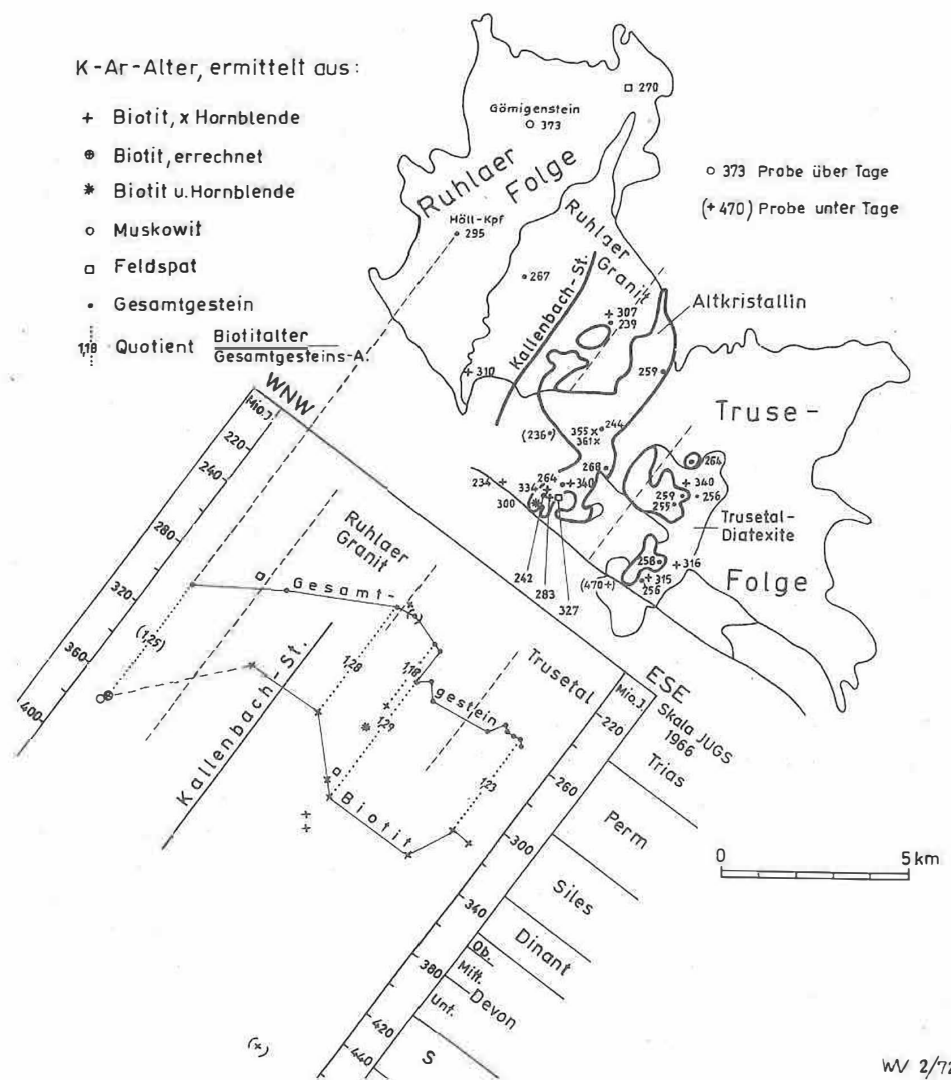 K-Ar-Alter, ermittelt aus:
+ Biotit, x Hornblende
⊕ Biotit, errechnet
* Biotit u. Hornblende
o Muskowit
□ Feldspat
• Gesamtgestein
1,18 Quotient Biotitalter
Gesamtgesteins-A.
□ 270
Gömigenstein
o 373
Ruhlaer
Folge
o 373 Probe über Tage
(+ 470) Probe unter Tage
Höll-Kpf
295
Ruhlaer
Granit
267
Kallenbach-St.
Altkristallin
+ 307
239
+ 310
259
Truse-
(236•)
355 x
361 x
244
268
264
234 +
264
+340
334
300
+ 340
259
255
256
Trusetal-
Diatexite
242
283
327
258
+ 316
(470+)
+ 315
256
Folge
WNW
Mio.J.
220
240
280
320
360
400
Ruhlaer
Granit
Gesamt-
gestein
(1,25)
1,28
1,18
1,29
1,23
Kallenbach-St.
Trusetal
Biotit
(+)
ESE
Mio.J.
220
260
300
340
380
420
440
Skala JUGS
1966
Trias
Perm
Siles
Dinant
Ob.
Mitt.
Unt.
Devon
S
0 5 km
WV 2/72